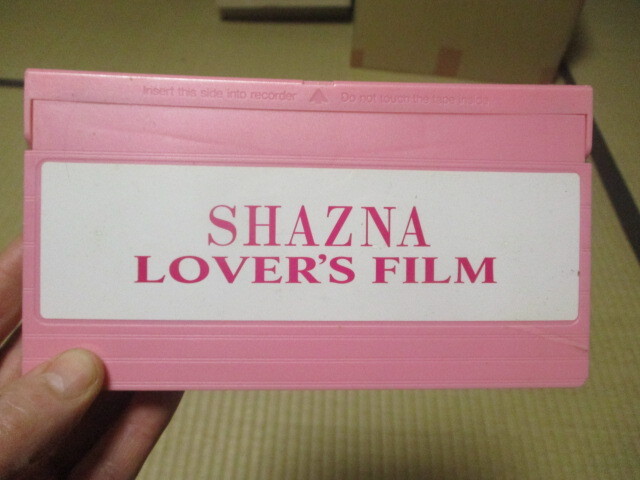 Insert this side into recorder Do not touch the tape inside
SHAZNA
LOVER'S FILM